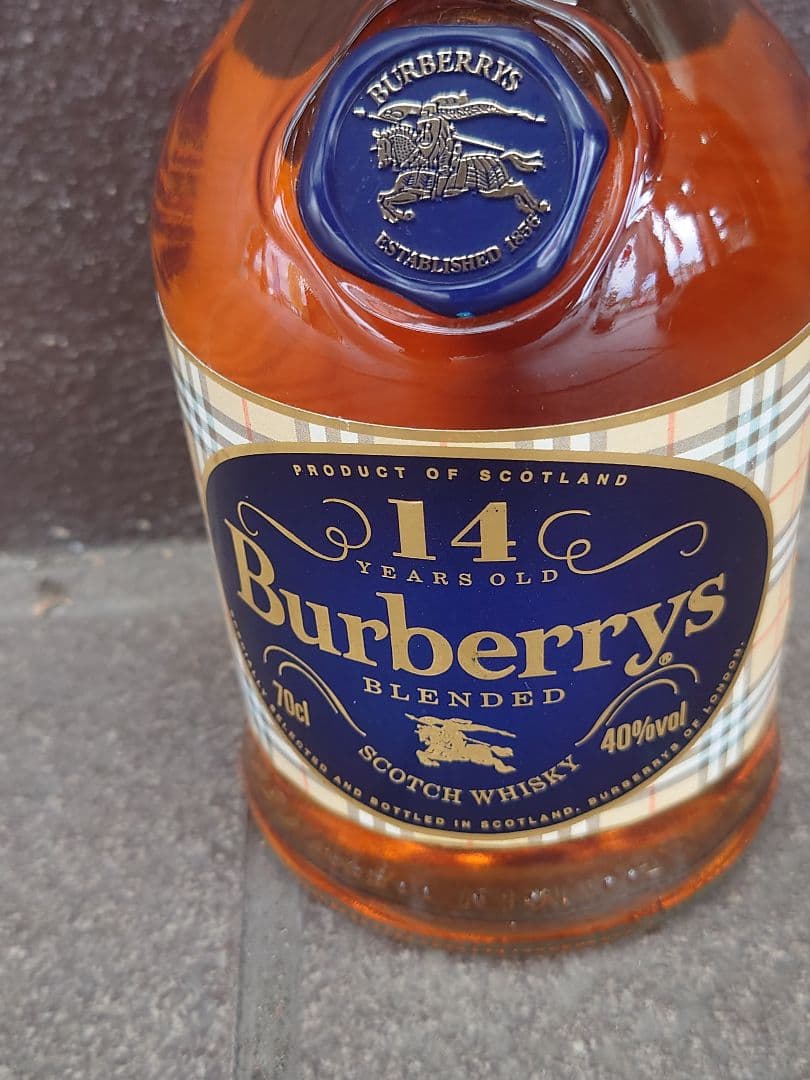 BURBERRYS
ESTABLISHED 1856
PRODUCT OF SCOTLAND
14
YEARS OLD
Burberrys®
BLENDED
70cl
40%vol
SCOTCH WHISKY
SELECTED AND BOTTLED IN SCOTLAND. BURBERRYS OF LONDON.